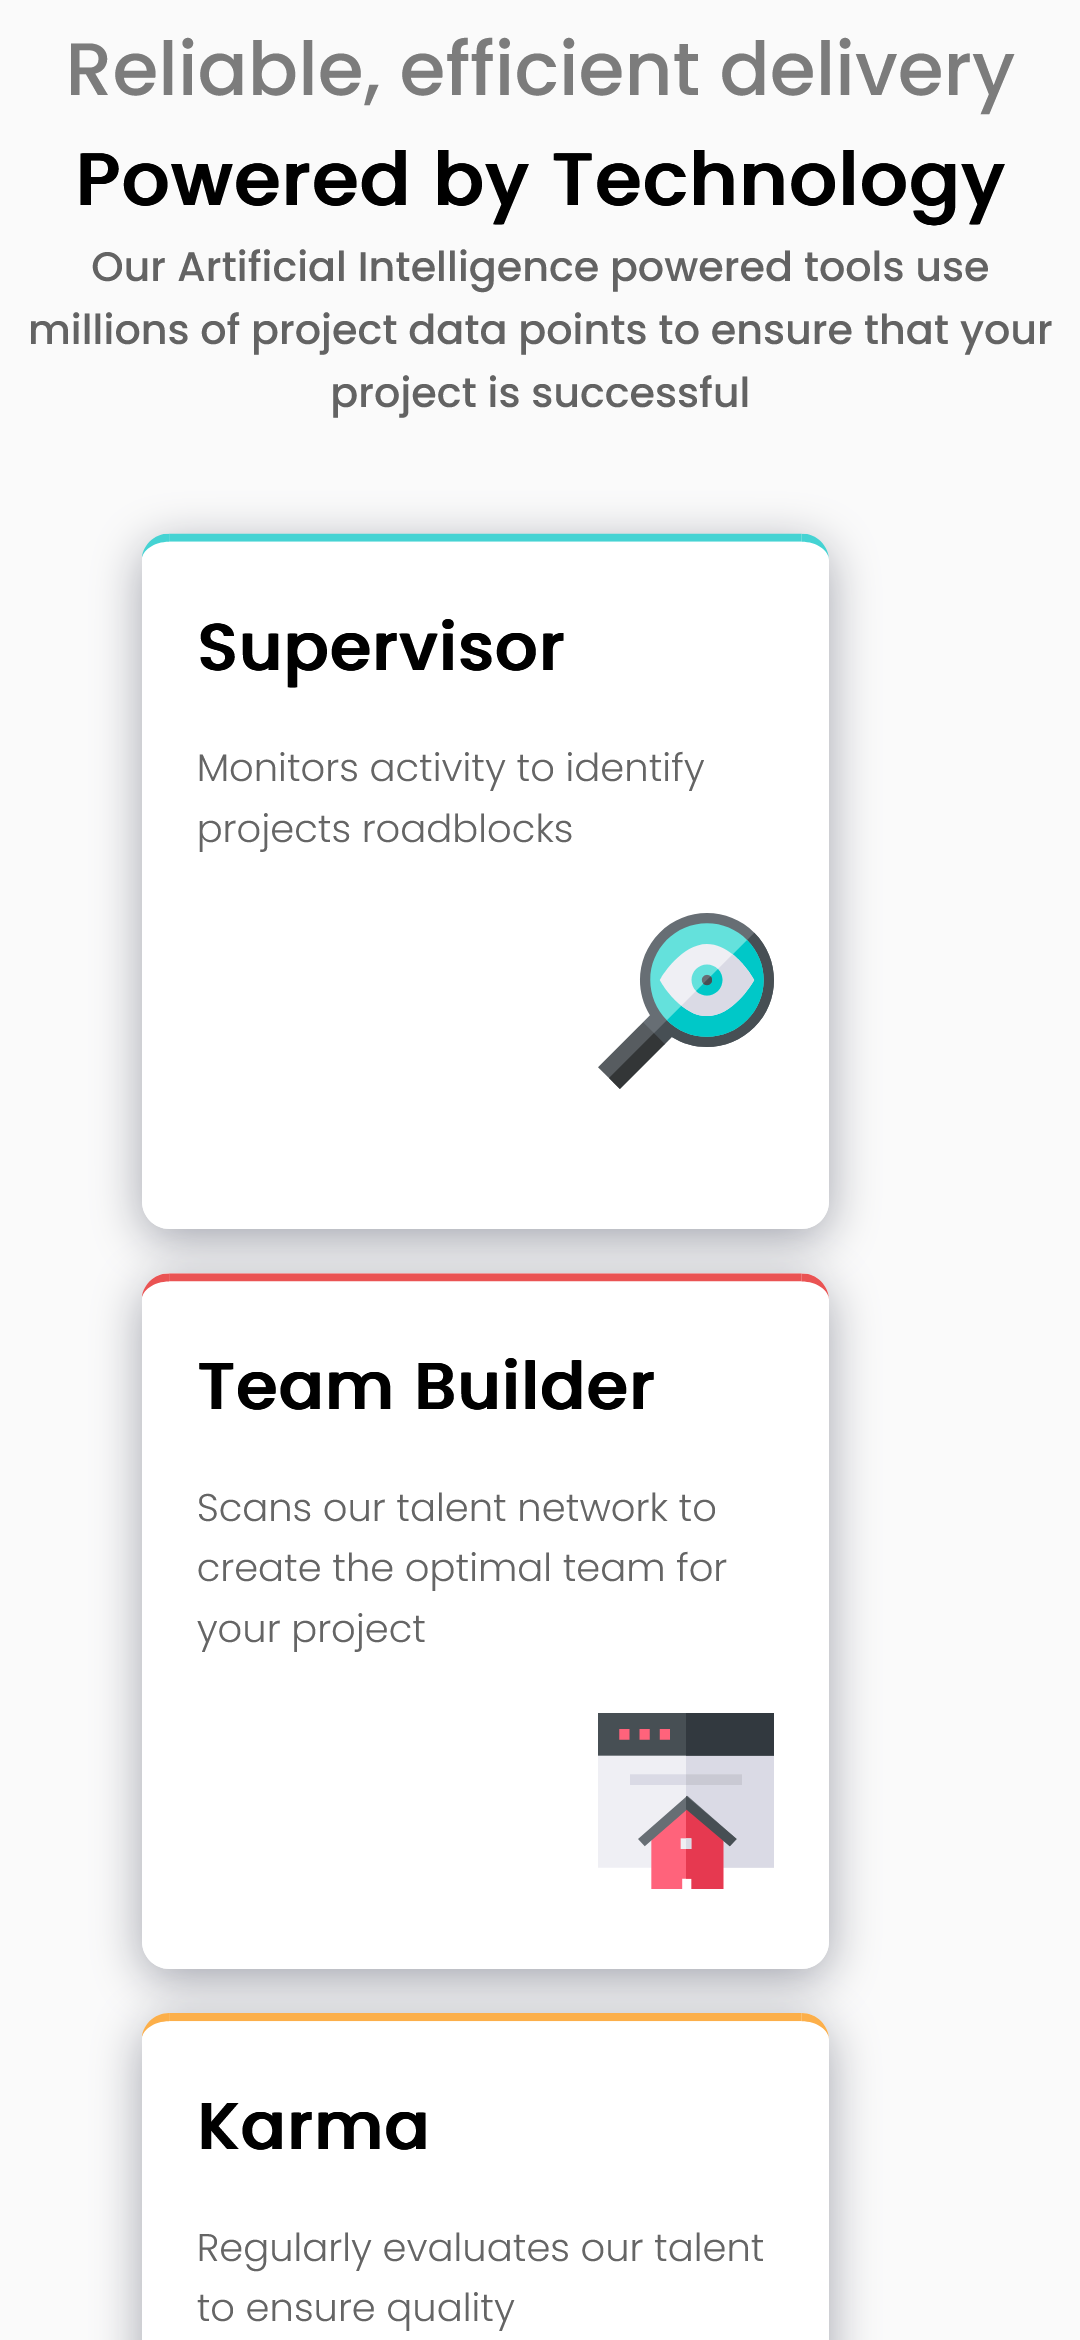 Reliable, efficient delivery
Powered by Technology
Our Artificial Intelligence powered tools use
millions of project data points to ensure that your
project is successful
Supervisor
Monitors activity to identify
projects roadblocks
Team Builder
Scans our talent network to
create the optimal team for
your project
Karma
Regularly evaluates our talent
to ensure quality